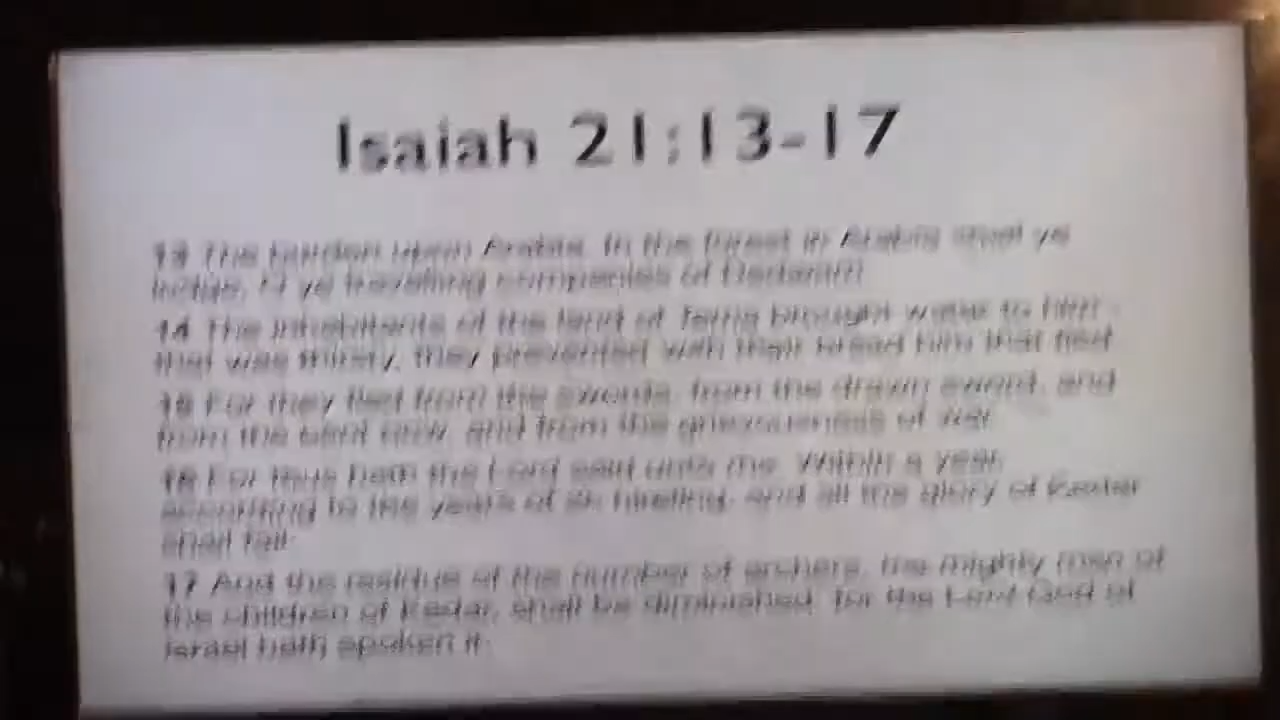 Isaiah 21:13-17
13 The burden upon Arabia. In the forest in Arabia shall ye
lodge, O ye travelling companies of Dedanim.
14 The inhabitants of the land of Tema brought water to him
that was thirsty, they prevented with their bread him that fled.
15 For they fled from the swords, from the drawn sword, and
from the bent bow, and from the grievousness of war.
16 For thus hath the Lord said unto me, Within a year,
according to the years of an hireling, and all the glory of Kedar
shall fail:
17 And the residue of the number of archers, the mighty men of
the children of Kedar, shall be diminished: for the Lord God of
Israel hath spoken it.